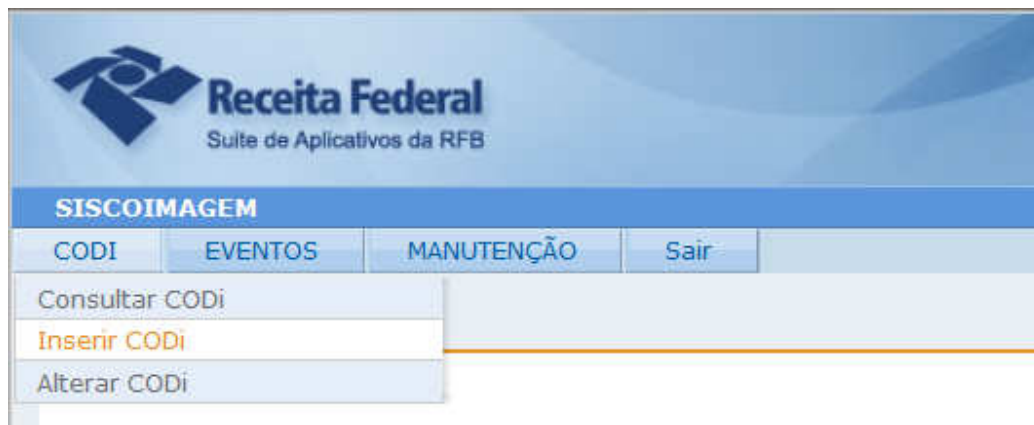 Receita Federal
Suite de Aplicativos da RFB
SISCOIMAGEM
CODI EVENTOS MANUTENÇÃO Sair
Consultar CODi
Inserir CODi
Alterar CODi